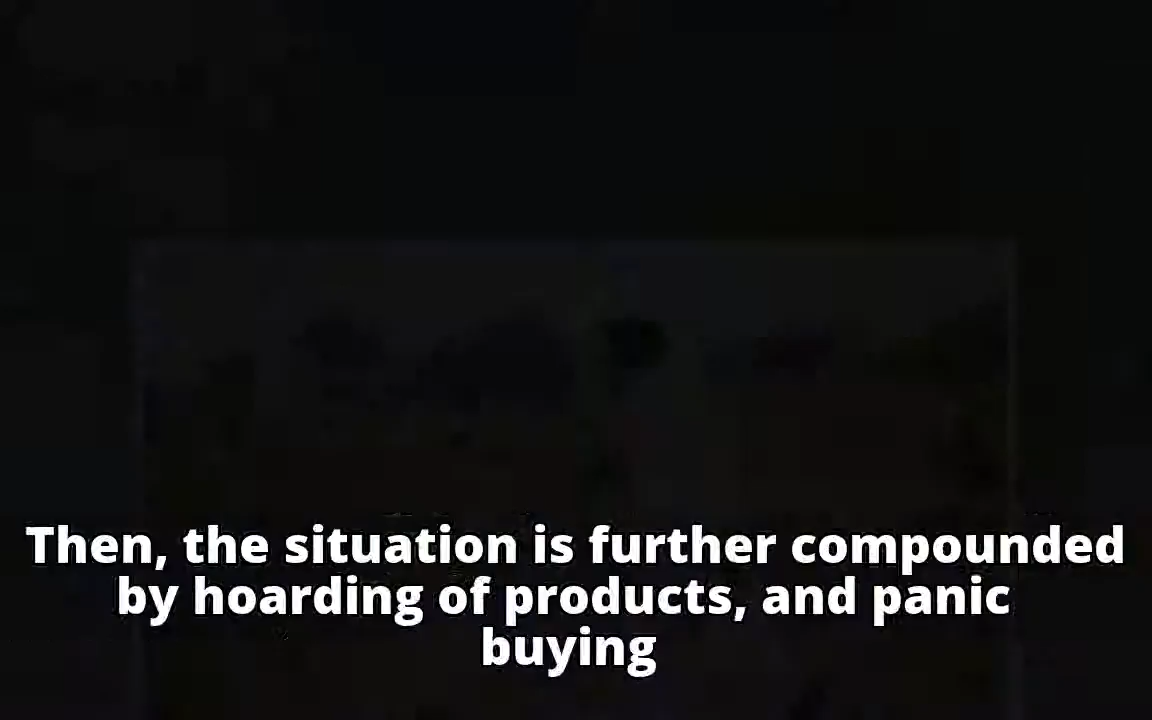 Then, the situation is further compounded
by hoarding of products, and panic
buying